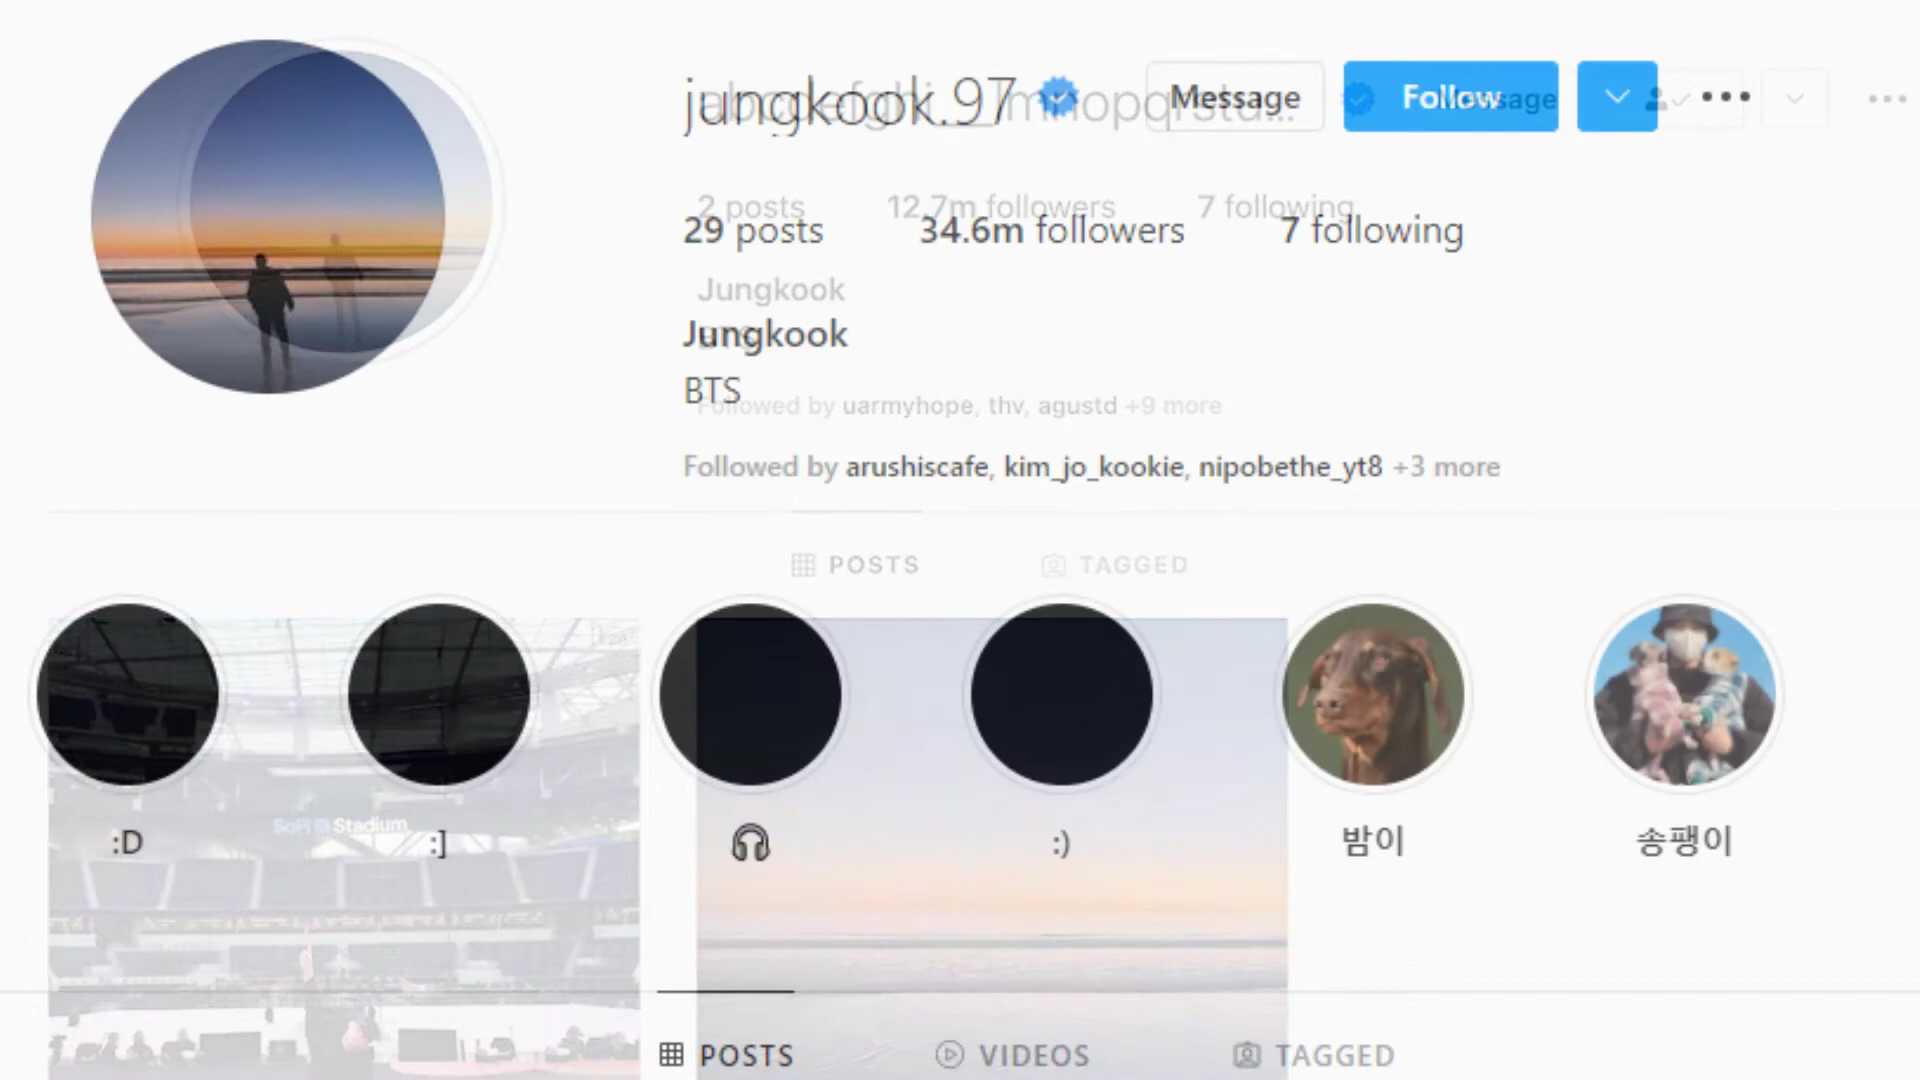 jungkook.97 Message Follow
2 posts 12.7m followers 7 following
29 posts 34.6m followers 7 following
Jungkook
Jungkook
BTS
Followed by uarmyhope, thv, agustd +9 more
Followed by arushiscafe, kim_jo_kookie, nipobethe_yt8 +3 more
POSTS TAGGED
SoFi Stadium
:D :] :) 밤이 송팽이
POSTS VIDEOS TAGGED